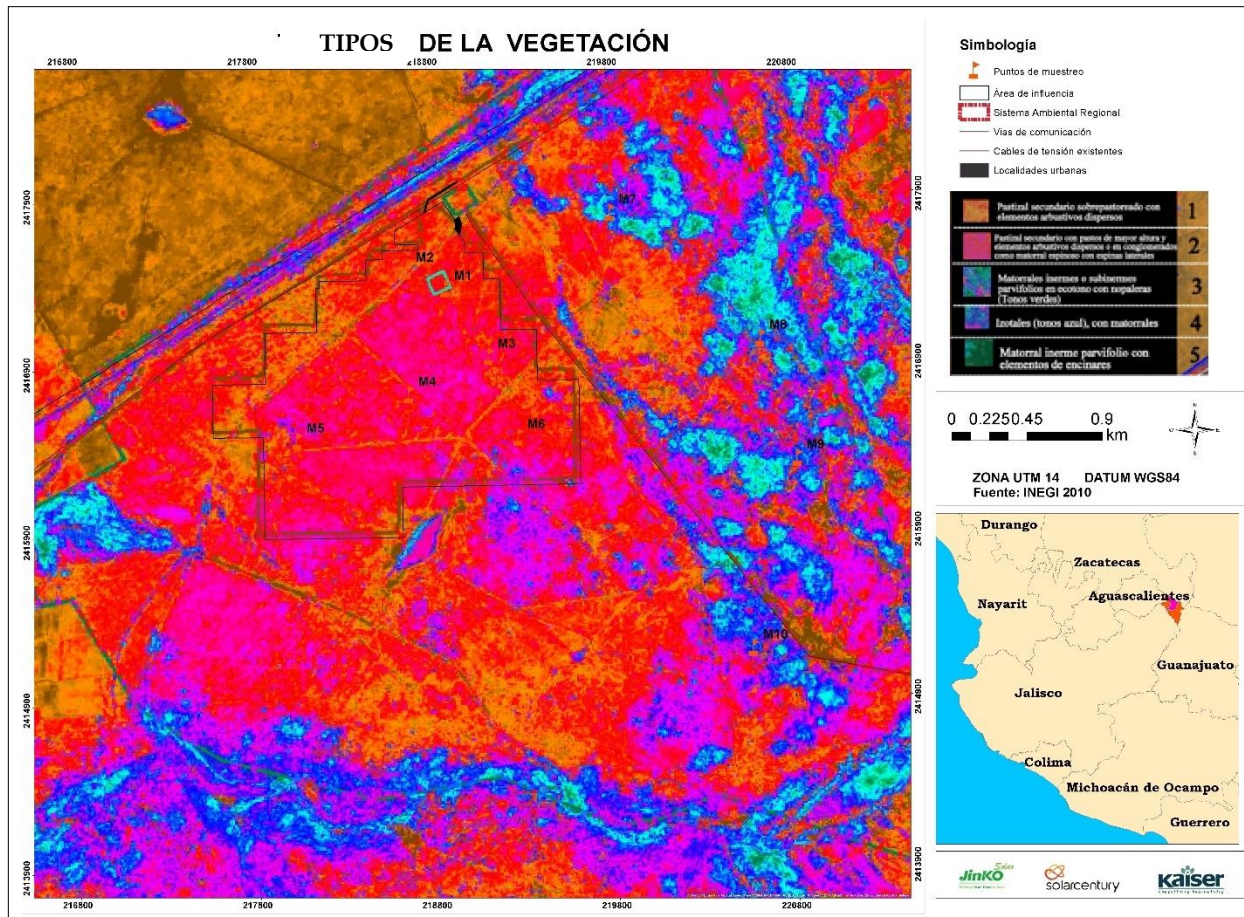 TIPOS DE LA VEGETACIÓN
216800 217800 218800 219800 220800
2417900
2416900
2415900
2414900
2413900
M7
M2
M1
M8
M3
M4
M5
M6
M9
M10
2417900
2416900
2415900
2414900
2413900
216800 217800 218800 219800 220800
Simbología
Puntos de muestreo
Área de influencia
Sistema Ambiental Regional
Vias de comunicación
Cables de tensión existentes
Localidades urbanas
Pastizal secundario sobrepastoreado con
elementos arbustivos dispersos
1
Pastizal secundario con pastos de mayor altura y
elementos arbustivos dispersos o en conglomerados
como matorral espinoso con espinas laterales
2
Matorrales inermes o subinermes
parvifolios en ecotono con nopaleras
(Tonos verdes)
3
Izotales (tonos azul), con matorrales
4
Matorral inerme parvifolio con
elementos de encinares
5
0 0.2250.45 0.9
km
N
E
S
ZONA UTM 14 DATUM WGS84
Fuente: INEGI 2010
Durango
Zacatecas
Aguascalientes
Nayarit
Guanajuato
Jalisco
Colima
Michoacán de Ocampo
Guerrero
JinKO Solar
solarcentury
Kaiser